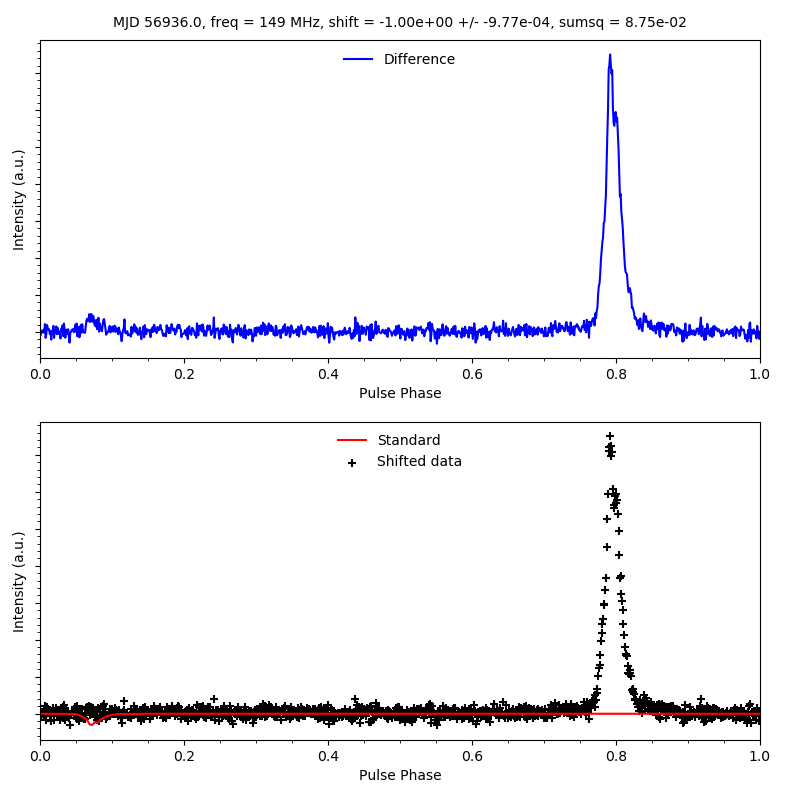 MJD 56936.0, freq = 149 MHz, shift = -1.00e+00 +/- -9.77e-04, sumsq = 8.75e-02
Difference
Intensity (a.u.)
0.0 0.2 0.4 0.6 0.8 1.0
Pulse Phase
Standard
Shifted data
Intensity (a.u.)
0.0 0.2 0.4 0.6 0.8 1.0
Pulse Phase